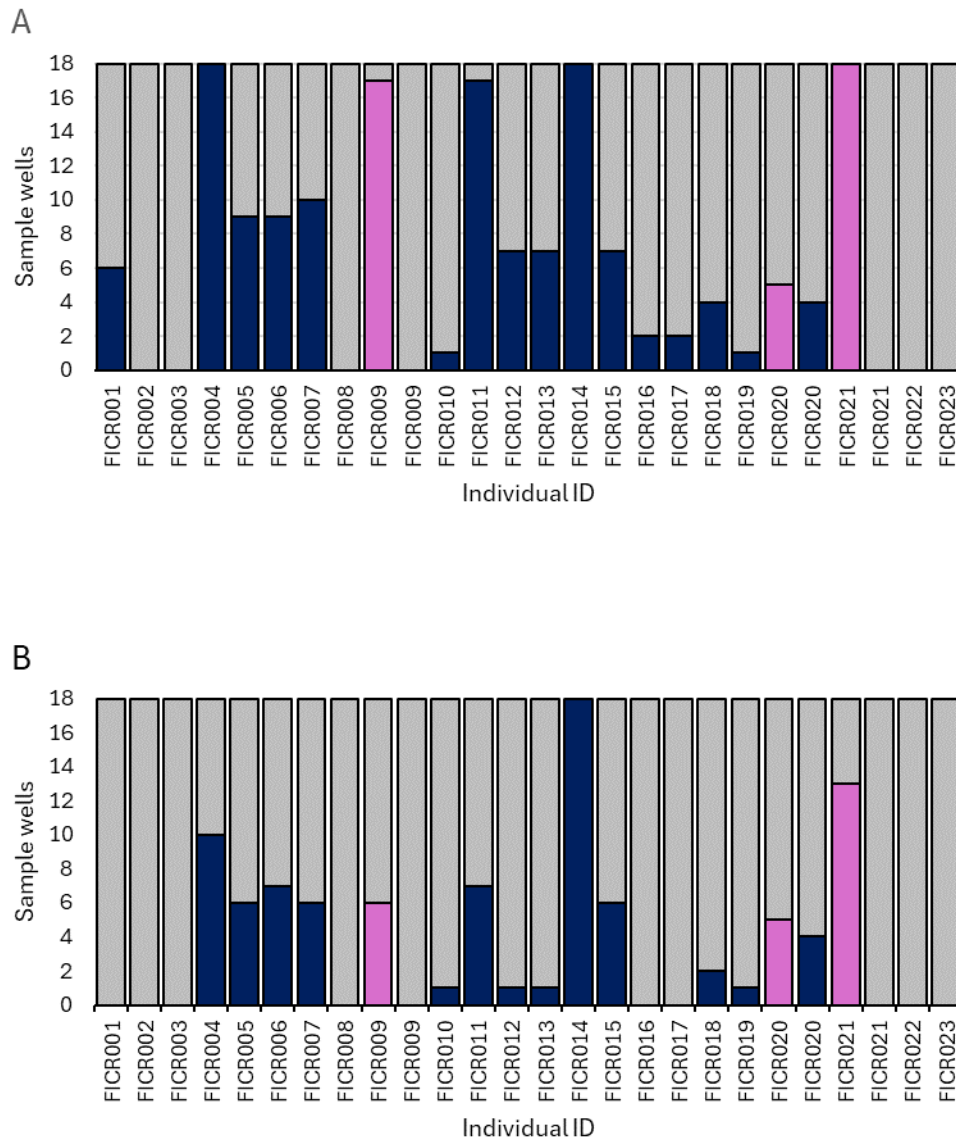 A
18
16
14
12
10
8
6
4
2
0
Sample wells
FICR001
FICR002
FICR003
FICR004
FICR005
FICR006
FICR007
FICR008
FICR009
FICR009
FICR010
FICR011
FICR012
FICR013
FICR014
FICR015
FICR016
FICR017
FICR018
FICR019
FICR020
FICR020
FICR021
FICR021
FICR022
FICR023
Individual ID
B
18
16
14
12
10
8
6
4
2
0
Sample wells
FICR001
FICR002
FICR003
FICR004
FICR005
FICR006
FICR007
FICR008
FICR009
FICR009
FICR010
FICR011
FICR012
FICR013
FICR014
FICR015
FICR016
FICR017
FICR018
FICR019
FICR020
FICR020
FICR021
FICR021
FICR022
FICR023
Individual ID